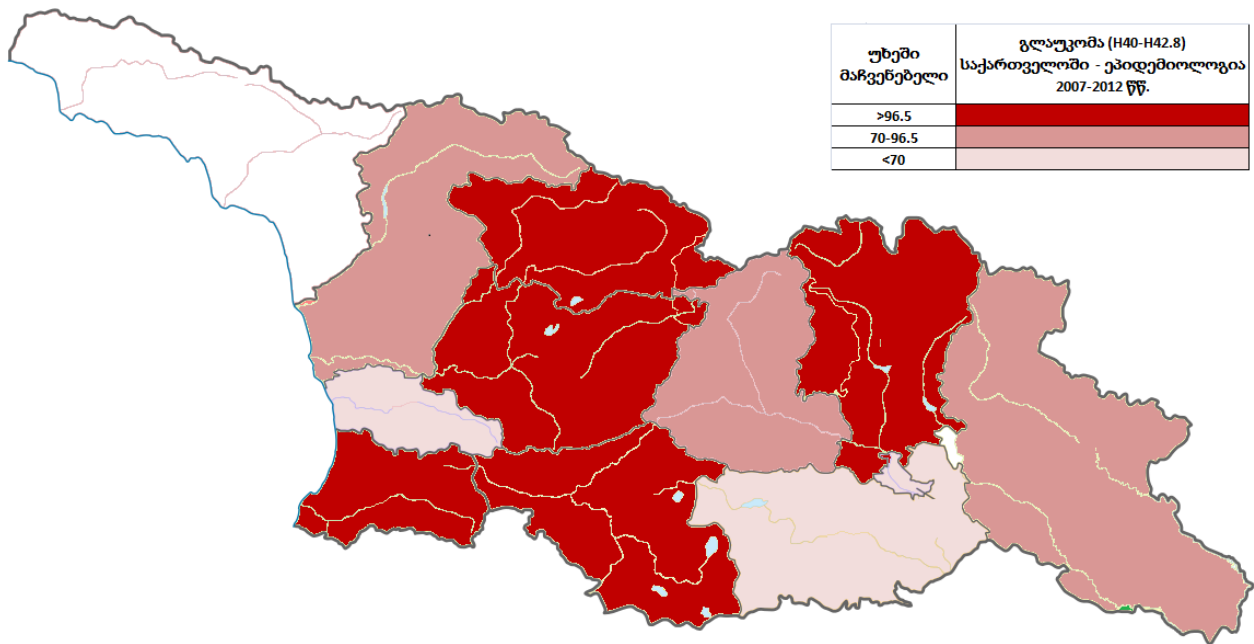 უხეში
მაჩვენებელი
გლაუკომა (H40-H42.8)
საქართველოში - ეპიდემიოლოგია
2007-2012 წწ.
>96.5
70-96.5
<70